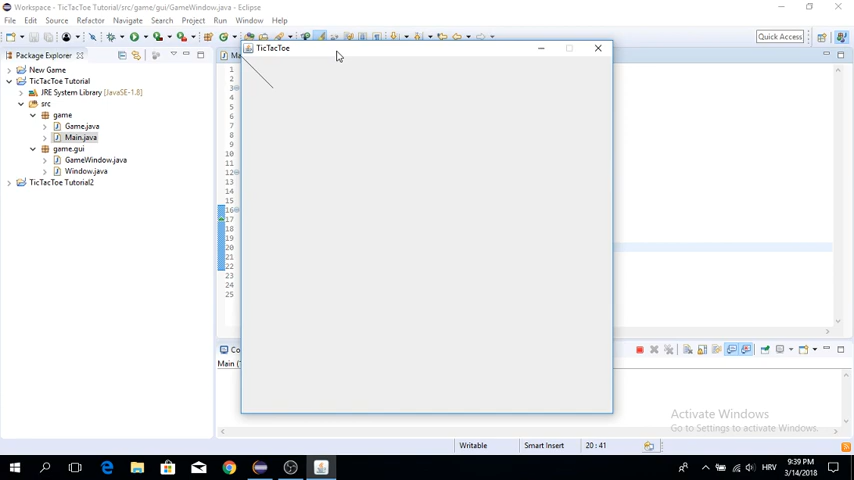 Workspace - TicTacToe Tutorial/src/game/gui/GameWindow.java - Eclipse
File Edit Source Refactor Navigate Search Project Run Window Help
Quick Access
Package Explorer
New Game
TicTacToe Tutorial
JRE System Library [JavaSE-1.8]
src
game
Game.java
Main.java
game.gui
GameWindow.java
Window.java
TicTacToe Tutorial2
TicTacToe
1
2
3
4
5
6
7
8
9
10
11
12
13
14
15
16
17
18
19
20
21
22
23
24
25
Co
Main (
Activate Windows
Go to Settings to activate Windows.
Writable
Smart Insert
20 : 41
HRV
9:39 PM
3/14/2018